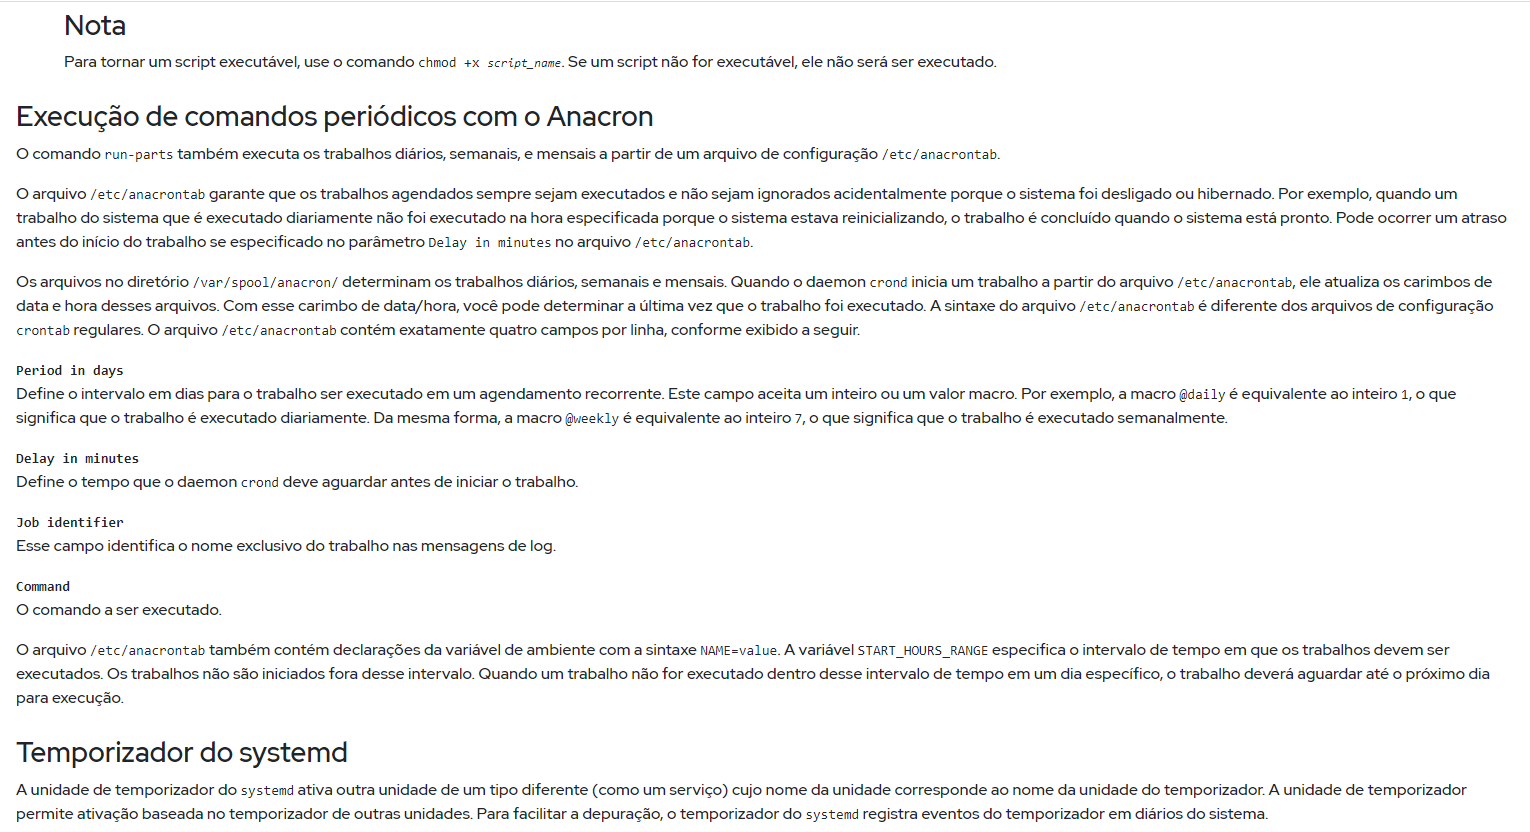 Nota
Para tornar um script executável, use o comando chmod +x script_name. Se um script não for executável, ele não será ser executado.
Execução de comandos periódicos com o Anacron
O comando run-parts também executa os trabalhos diários, semanais, e mensais a partir de um arquivo de configuração /etc/anacrontab.
O arquivo /etc/anacrontab garante que os trabalhos agendados sempre sejam executados e não sejam ignorados acidentalmente porque o sistema foi desligado ou hibernado. Por exemplo, quando um
trabalho do sistema que é executado diariamente não foi executado na hora especificada porque o sistema estava reinicializando, o trabalho é concluído quando o sistema está pronto. Pode ocorrer um atraso
antes do início do trabalho se especificado no parâmetro Delay in minutes no arquivo /etc/anacrontab.
Os arquivos no diretório /var/spool/anacron/ determinam os trabalhos diários, semanais e mensais. Quando o daemon crond inicia um trabalho a partir do arquivo /etc/anacrontab, ele atualiza os carimbos de
data e hora desses arquivos. Com esse carimbo de data/hora, você pode determinar a última vez que o trabalho foi executado. A sintaxe do arquivo /etc/anacrontab é diferente dos arquivos de configuração
crontab regulares. O arquivo /etc/anacrontab contém exatamente quatro campos por linha, conforme exibido a seguir.
Period in days
Define o intervalo em dias para o trabalho ser executado em um agendamento recorrente. Este campo aceita um inteiro ou um valor macro. Por exemplo, a macro @daily é equivalente ao inteiro 1, o que
significa que o trabalho é executado diariamente. Da mesma forma, a macro @weekly é equivalente ao inteiro 7, o que significa que o trabalho é executado semanalmente.
Delay in minutes
Define o tempo que o daemon crond deve aguardar antes de iniciar o trabalho.
Job identifier
Esse campo identifica o nome exclusivo do trabalho nas mensagens de log.
Command
O comando a ser executado.
O arquivo /etc/anacrontab também contém declarações da variável de ambiente com a sintaxe NAME=value. A variável START_HOURS_RANGE especifica o intervalo de tempo em que os trabalhos devem ser
executados. Os trabalhos não são iniciados fora desse intervalo. Quando um trabalho não for executado dentro desse intervalo de tempo em um dia específico, o trabalho deverá aguardar até o próximo dia
para execução.
Temporizador do systemd
A unidade de temporizador do systemd ativa outra unidade de um tipo diferente (como um serviço) cujo nome da unidade corresponde ao nome da unidade do temporizador. A unidade de temporizador
permite ativação baseada no temporizador de outras unidades. Para facilitar a depuração, o temporizador do systemd registra eventos do temporizador em diários do sistema.